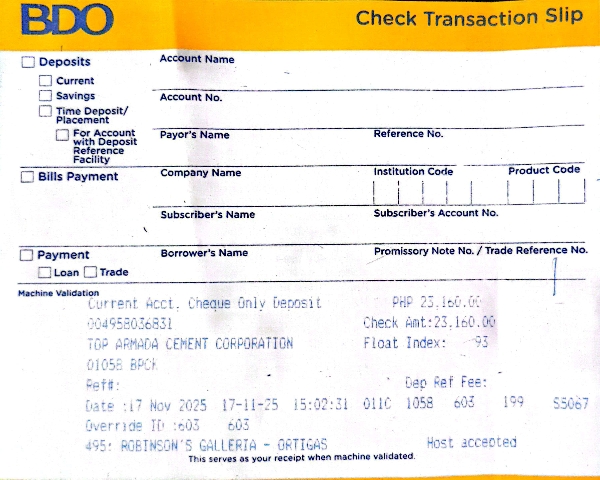 BDO Check Transaction Slip
Deposits
Current
Savings
Time Deposit/
Placement
For Account
with Deposit
Reference
Facility
Account Name
Account No.
Payor's Name Reference No.
Bills Payment
Company Name Institution Code Product Code
Subscriber's Name Subscriber's Account No.
Payment
Loan Trade
Borrower's Name Promissory Note No. / Trade Reference No.
Machine Validation
Current Acct. Cheque Only Deposit PHP 23,160.00
004958036831 Check Amt:23,160.00
TOP ARMADA CEMENT CORPORATION Float Index: 93
01058 BPCK
Ref#: Dep Ref Fee:
Date :17 Nov 2025 17-11-25 15:02:31 0110 1058 603 199 S5067
Override ID :603 603
495: ROBINSON'S GALLERIA - ORTIGAS Host accepted
This serves as your receipt when machine validated.